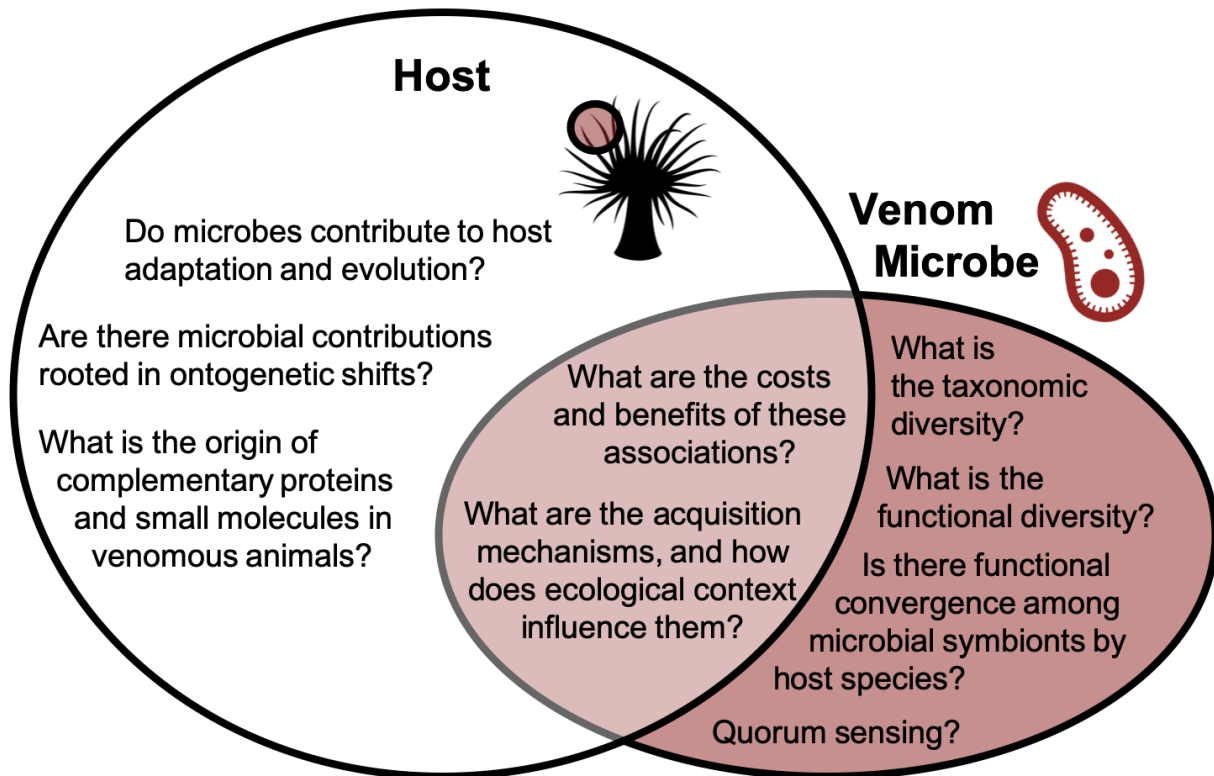 Host
Do microbes contribute to host
adaptation and evolution?
Are there microbial contributions
rooted in ontogenetic shifts?
What is the origin of
complementary proteins
and small molecules in
venomous animals?
What are the costs
and benefits of these
associations?
What are the acquisition
mechanisms, and how
does ecological context
influence them?
Venom
Microbe
What is
the taxonomic
diversity?
What is the
functional diversity?
Is there functional
convergence among
microbial symbionts by
host species?
Quorum sensing?